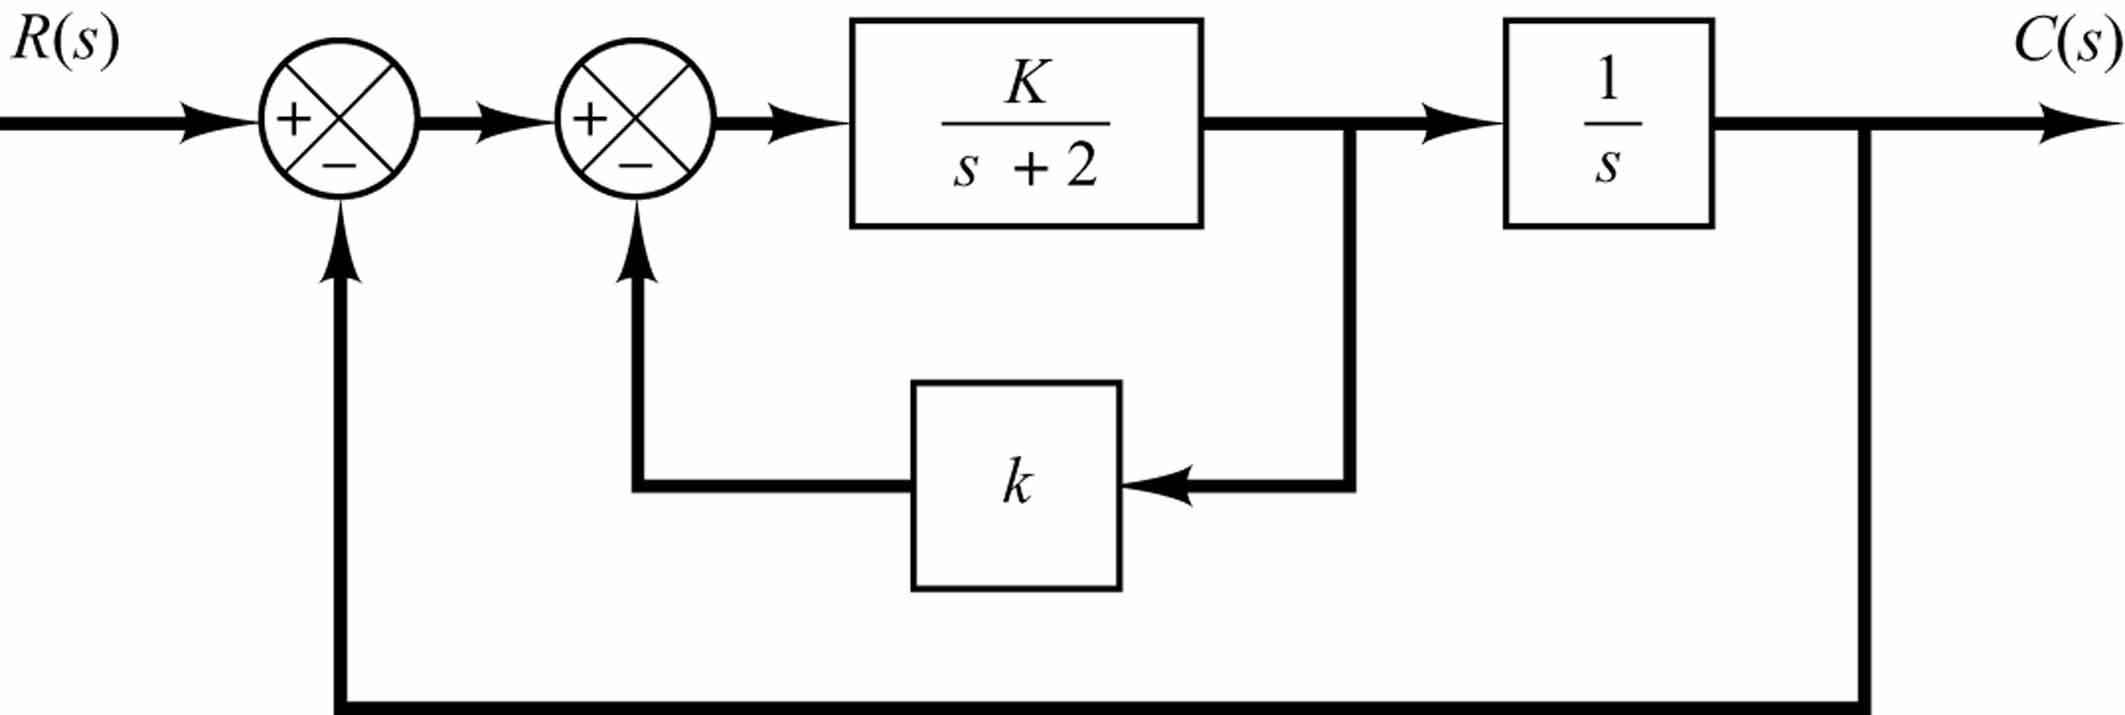 R(s)
+
−
+
−
K
s + 2
1
s
C(s)
k